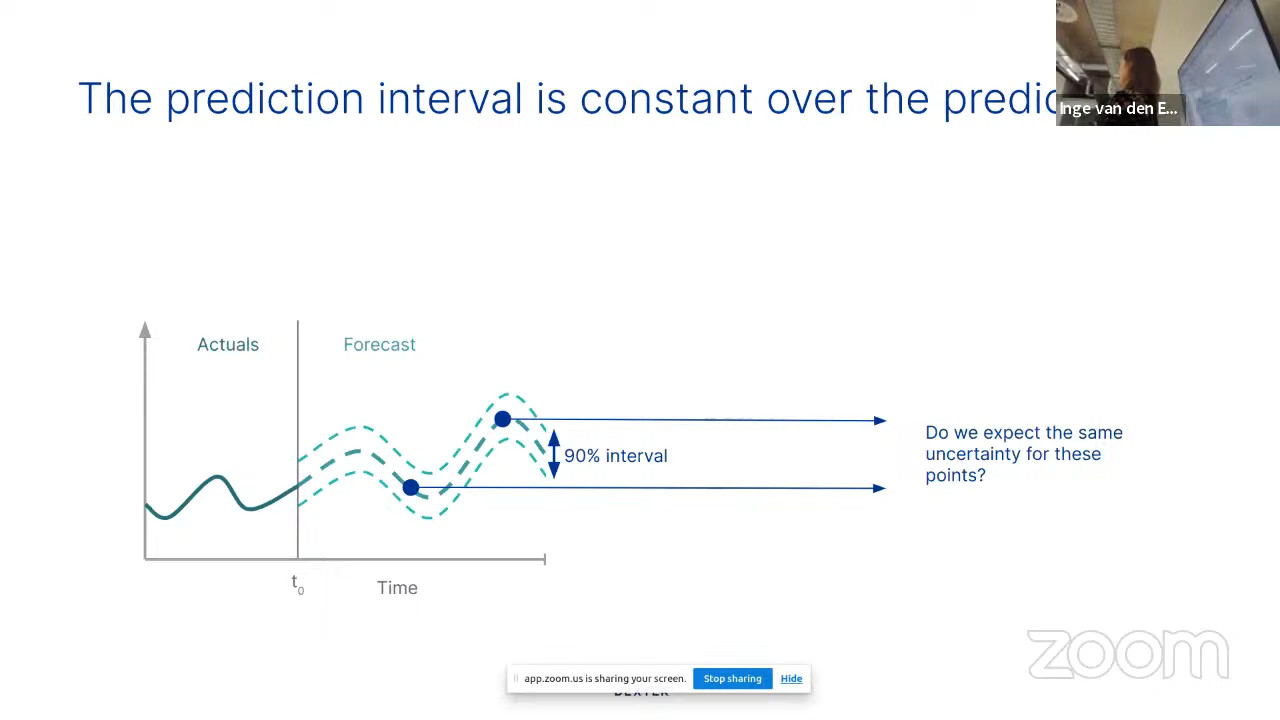 The prediction interval is constant over the predic
Inge van den E...
Actuals
Forecast
90% interval
Do we expect the same
uncertainty for these
points?
t0
Time
zoom
app.zoom.us is sharing your screen.
Stop sharing
Hide
DEXTER